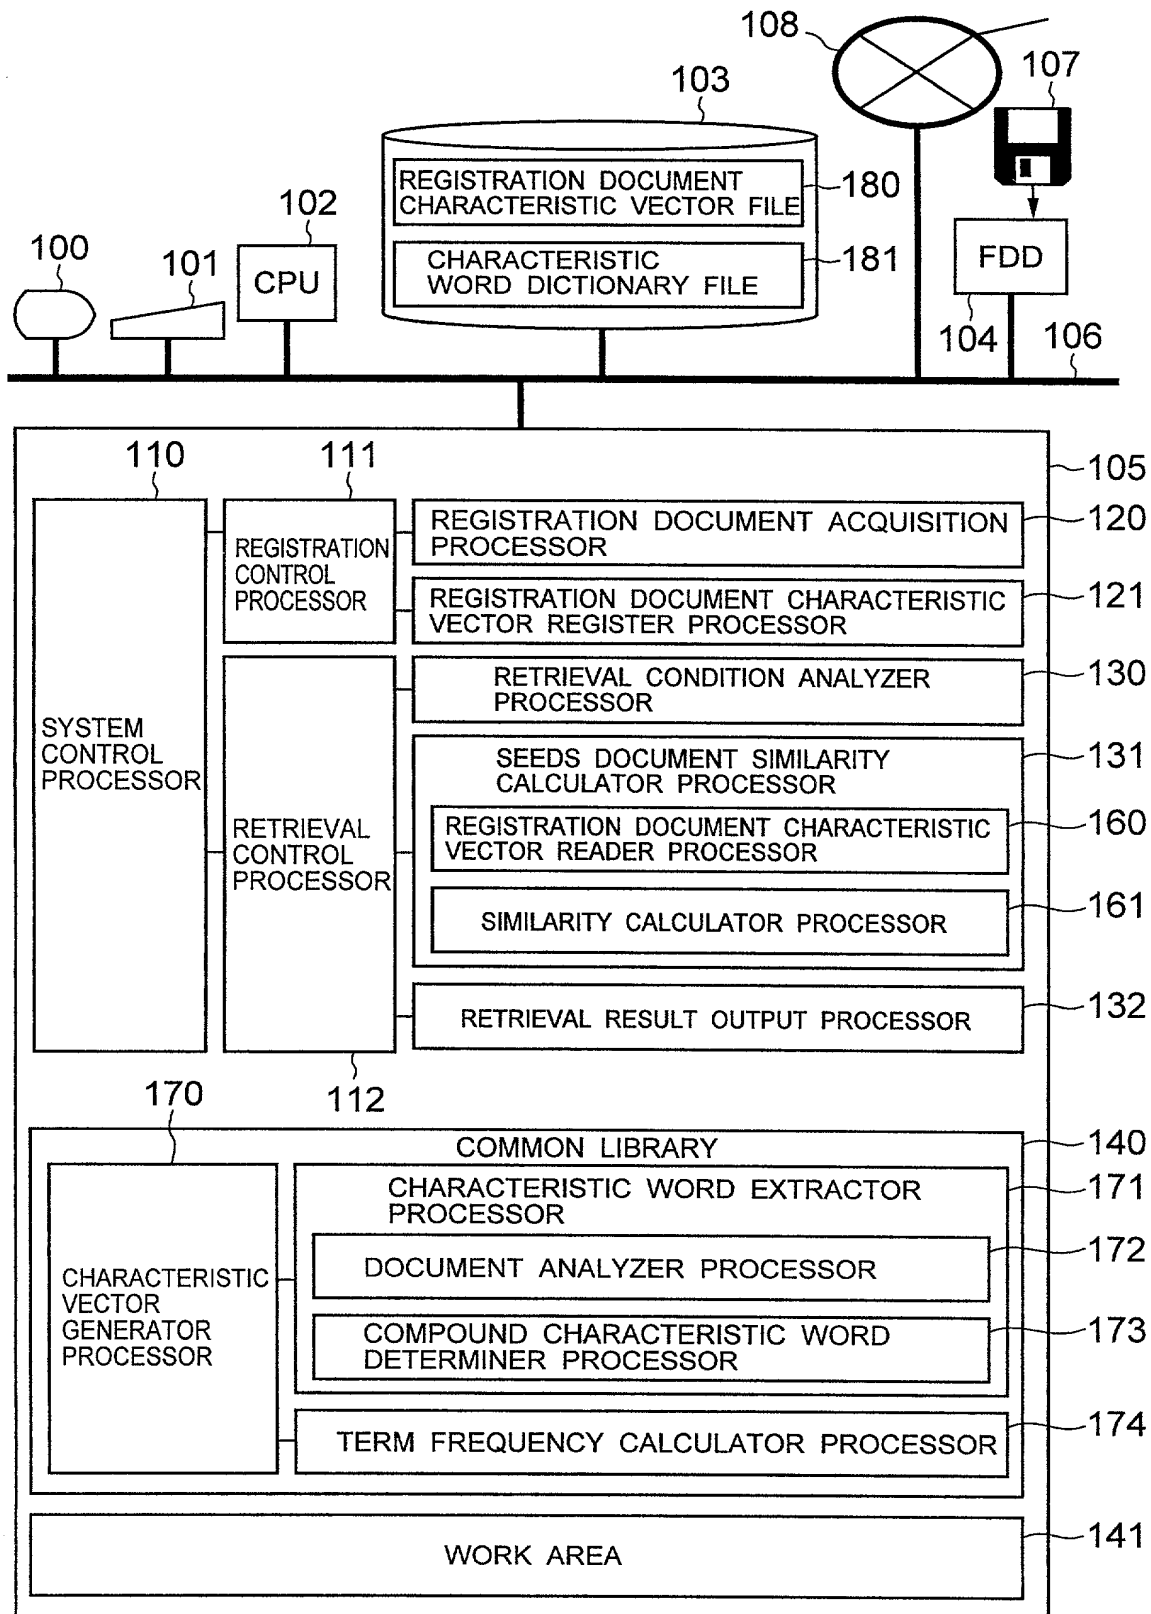 108
107
103
REGISTRATION DOCUMENT
CHARACTERISTIC VECTOR FILE
180
102
100
101
CPU
CHARACTERISTIC
WORD DICTIONARY FILE
181
FDD
104
106
110
111
105
REGISTRATION DOCUMENT ACQUISITION
PROCESSOR
120
REGISTRATION
CONTROL
PROCESSOR
REGISTRATION DOCUMENT CHARACTERISTIC
VECTOR REGISTER PROCESSOR
121
RETRIEVAL CONDITION ANALYZER
PROCESSOR
130
SYSTEM
CONTROL
PROCESSOR
SEEDS DOCUMENT SIMILARITY
CALCULATOR PROCESSOR
131
RETRIEVAL
CONTROL
PROCESSOR
REGISTRATION DOCUMENT CHARACTERISTIC
VECTOR READER PROCESSOR
160
SIMILARITY CALCULATOR PROCESSOR
161
RETRIEVAL RESULT OUTPUT PROCESSOR
132
170
112
COMMON LIBRARY
140
CHARACTERISTIC WORD EXTRACTOR
PROCESSOR
171
DOCUMENT ANALYZER PROCESSOR
172
CHARACTERISTIC
VECTOR
GENERATOR
PROCESSOR
COMPOUND CHARACTERISTIC WORD
DETERMINER PROCESSOR
173
TERM FREQUENCY CALCULATOR PROCESSOR
174
WORK AREA
141